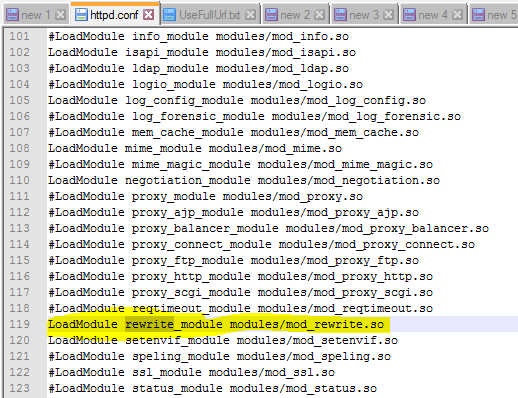 new 1 httpd.conf UseFullUrl.txt new 2 new 3 new 4 new 5
101 #LoadModule info_module modules/mod_info.so
102 LoadModule isapi_module modules/mod_isapi.so
103 #LoadModule ldap_module modules/mod_ldap.so
104 #LoadModule logio_module modules/mod_logio.so
105 LoadModule log_config_module modules/mod_log_config.so
106 #LoadModule log_forensic_module modules/mod_log_forensic.so
107 #LoadModule mem_cache_module modules/mod_mem_cache.so
108 LoadModule mime_module modules/mod_mime.so
109 #LoadModule mime_magic_module modules/mod_mime_magic.so
110 LoadModule negotiation_module modules/mod_negotiation.so
111 #LoadModule proxy_module modules/mod_proxy.so
112 #LoadModule proxy_ajp_module modules/mod_proxy_ajp.so
113 #LoadModule proxy_balancer_module modules/mod_proxy_balancer.so
114 #LoadModule proxy_connect_module modules/mod_proxy_connect.so
115 #LoadModule proxy_ftp_module modules/mod_proxy_ftp.so
116 #LoadModule proxy_http_module modules/mod_proxy_http.so
117 #LoadModule proxy_scgi_module modules/mod_proxy_scgi.so
118 #LoadModule reqtimeout_module modules/mod_reqtimeout.so
119 LoadModule rewrite_module modules/mod_rewrite.so
120 LoadModule setenvif_module modules/mod_setenvif.so
121 #LoadModule speling_module modules/mod_speling.so
122 #LoadModule ssl_module modules/mod_ssl.so
123 #LoadModule status_module modules/mod_status.so